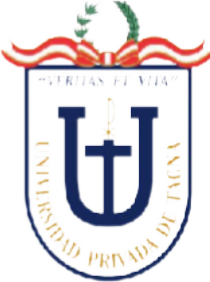 "VERITAS ET VITA"
U
UNIVERSIDAD PRIVADA DE TACNA